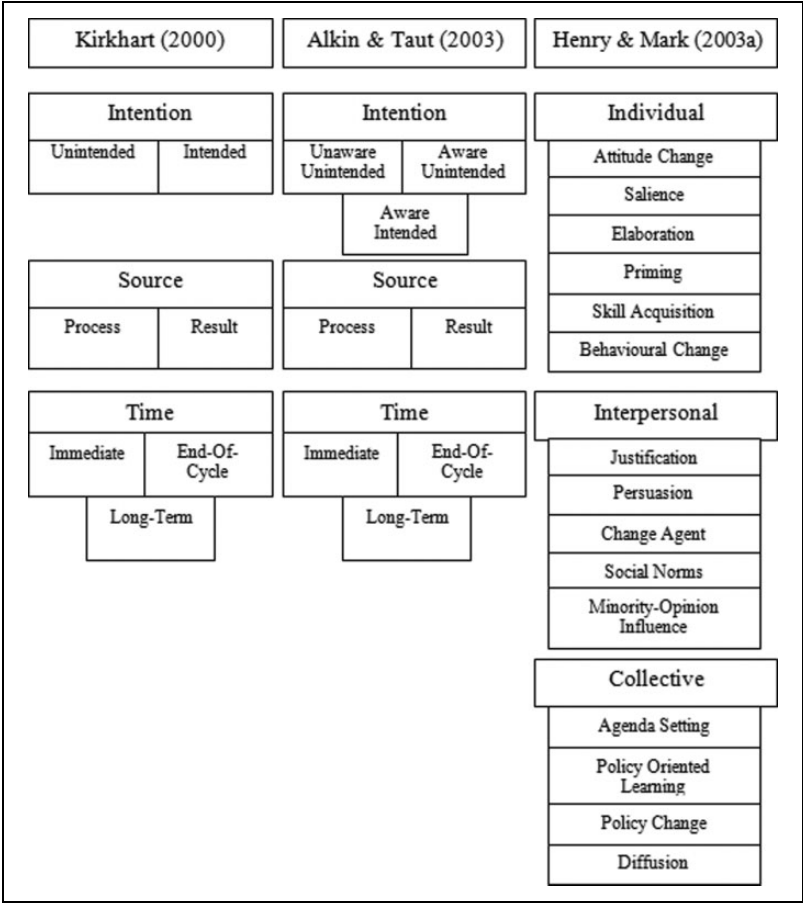 Kirkhart (2000)
Alkin & Taut (2003)
Henry & Mark (2003a)
Intention
Unintended
Intended
Intention
Unaware
Unintended
Aware
Unintended
Aware
Intended
Source
Process
Result
Source
Process
Result
Time
Immediate
End-Of-
Cycle
Long-Term
Time
Immediate
End-Of-
Cycle
Long-Term
Individual
Attitude Change
Salience
Elaboration
Priming
Skill Acquisition
Behavioural Change
Interpersonal
Justification
Persuasion
Change Agent
Social Norms
Minority-Opinion
Influence
Collective
Agenda Setting
Policy Oriented
Learning
Policy Change
Diffusion